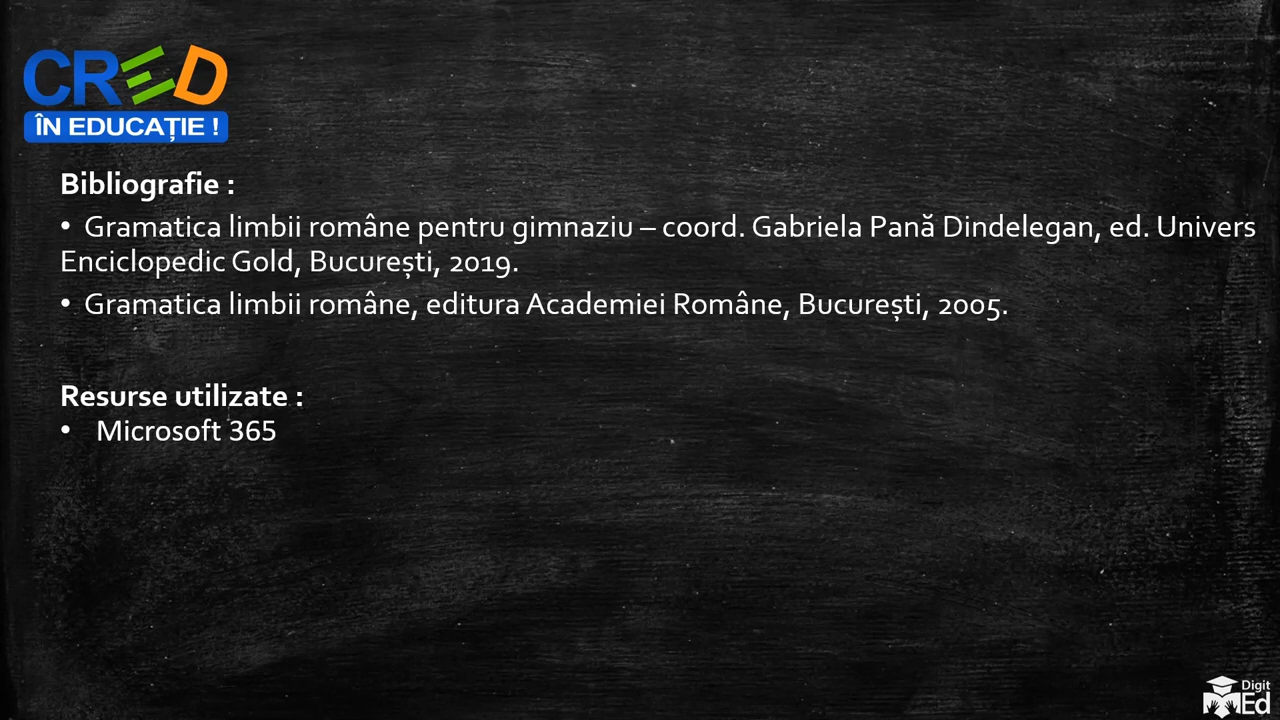 CRED
ÎN EDUCAȚIE !
Bibliografie :
• Gramatica limbii române pentru gimnaziu – coord. Gabriela Pană Dindelegan, ed. Univers
Enciclopedic Gold, București, 2019.
• Gramatica limbii române, editura Academiei Române, București, 2005.
Resurse utilizate :
• Microsoft 365
Digit
Ed